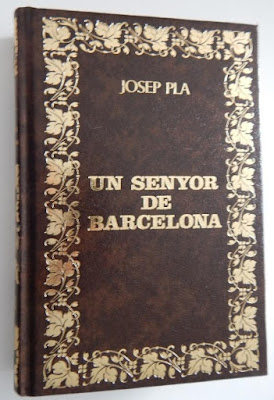 JOSEP PLA
UN SENYOR
DE
BARCELONA